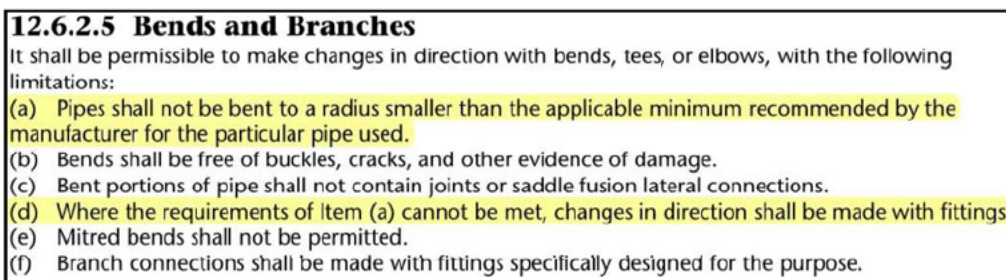 12.6.2.5 Bends and Branches
It shall be permissible to make changes in direction with bends, tees, or elbows, with the following
limitations:
(a) Pipes shall not be bent to a radius smaller than the applicable minimum recommended by the
manufacturer for the particular pipe used.
(b) Bends shall be free of buckles, cracks, and other evidence of damage.
(c) Bent portions of pipe shall not contain joints or saddle fusion lateral connections.
(d) Where the requirements of Item (a) cannot be met, changes in direction shall be made with fittings
(e) Mitred bends shall not be permitted.
(f) Branch connections shall be made with fittings specifically designed for the purpose.